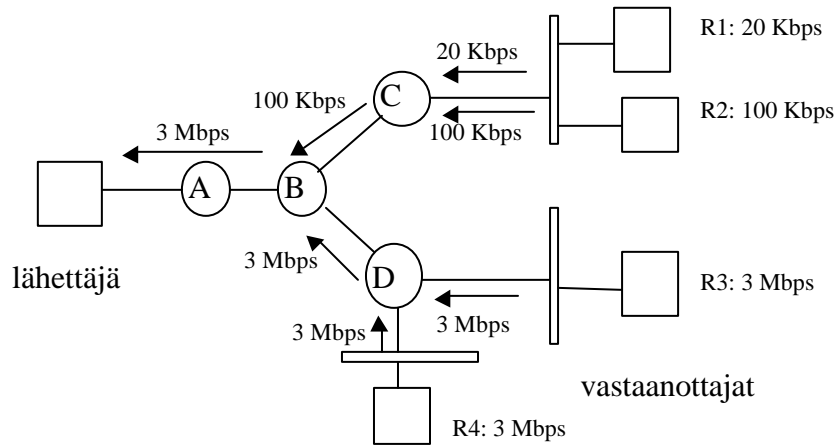 R1: 20 Kbps
20 Kbps
C
100 Kbps
100 Kbps
R2: 100 Kbps
3 Mbps
A
B
lähettäjä
3 Mbps
D
R3: 3 Mbps
3 Mbps
3 Mbps
vastaanottajat
R4: 3 Mbps